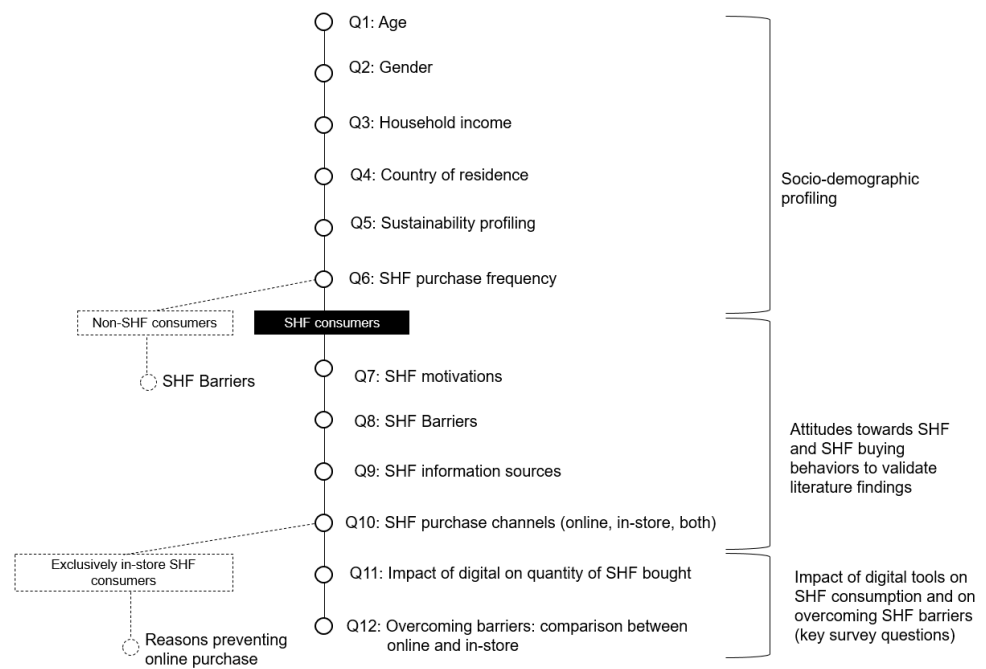 Q1: Age
Q2: Gender
Q3: Household income
Q4: Country of residence
Q5: Sustainability profiling
Q6: SHF purchase frequency
Socio-demographic
profiling
Non-SHF consumers
SHF consumers
SHF Barriers
Q7: SHF motivations
Q8: SHF Barriers
Q9: SHF information sources
Q10: SHF purchase channels (online, in-store, both)
Attitudes towards SHF
and SHF buying
behaviors to validate
literature findings
Exclusively in-store SHF
consumers
Reasons preventing
online purchase
Q11: Impact of digital on quantity of SHF bought
Q12: Overcoming barriers: comparison between
online and in-store
Impact of digital tools on
SHF consumption and on
overcoming SHF barriers
(key survey questions)